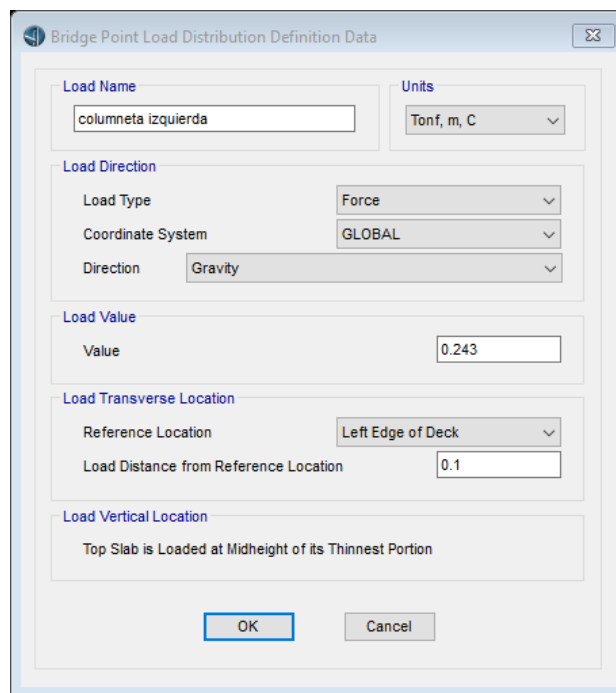 Bridge Point Load Distribution Definition Data
Load Name
Units
columneta izquierda
Tonf, m, C
Load Direction
Load Type
Force
Coordinate System
GLOBAL
Direction
Gravity
Load Value
Value
0.243
Load Transverse Location
Reference Location
Left Edge of Deck
Load Distance from Reference Location
0.1
Load Vertical Location
Top Slab is Loaded at Midheight of its Thinnest Portion
OK
Cancel